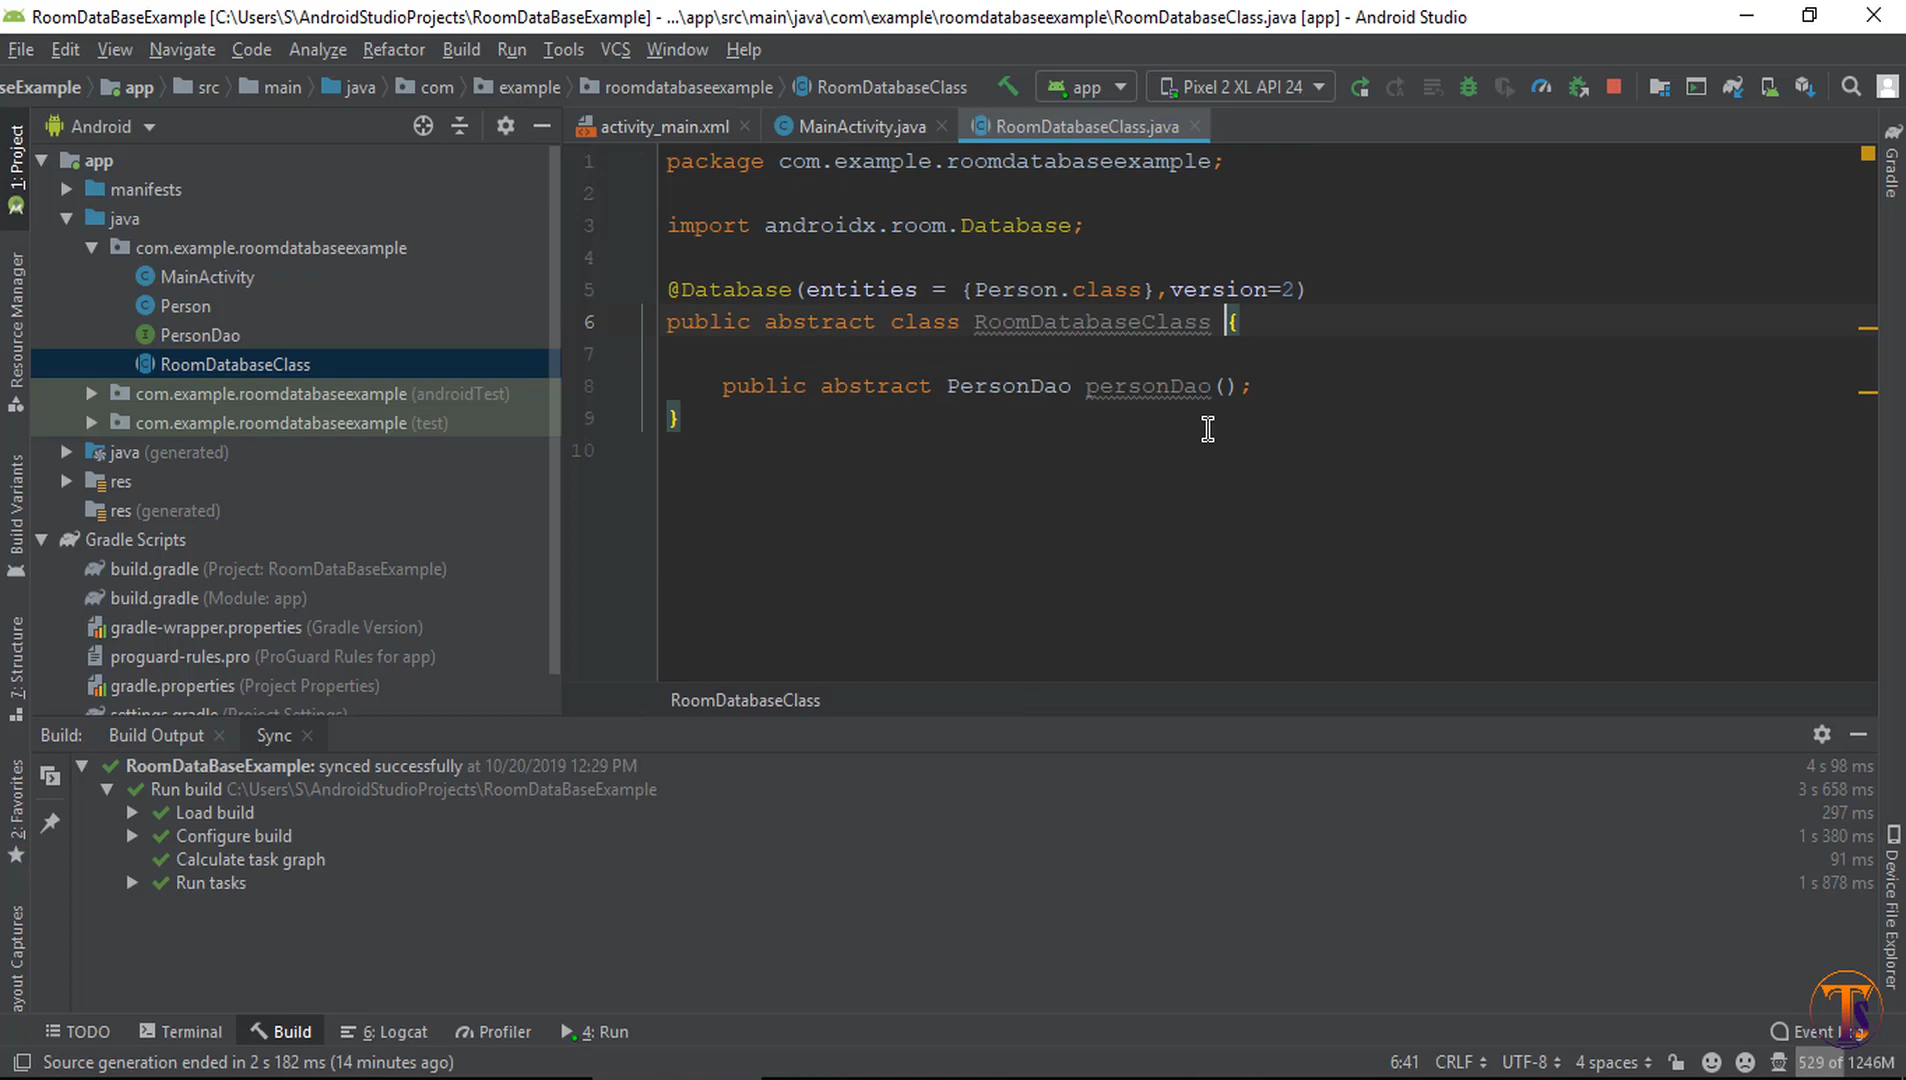 RoomDataBaseExample [C:\Users\S\AndroidStudioProjects\RoomDataBaseExample] - ...\app\src\main\java\com\example\roomdatabaseexample\RoomDatabaseClass.java [app] - Android Studio
File Edit View Navigate Code Analyze Refactor Build Run Tools VCS Window Help
seExample app src main java com example roomdatabaseexample RoomDatabaseClass app Pixel 2 XL API 24
Android
activity_main.xml MainActivity.java RoomDatabaseClass.java
1: Project
Resource Manager
Build Variants
7: Structure
2: Favorites
ayout Captures
app
manifests
java
com.example.roomdatabaseexample
MainActivity
Person
PersonDao
RoomDatabaseClass
com.example.roomdatabaseexample (androidTest)
com.example.roomdatabaseexample (test)
java (generated)
res
res (generated)
Gradle Scripts
build.gradle (Project: RoomDataBaseExample)
build.gradle (Module: app)
gradle-wrapper.properties (Gradle Version)
proguard-rules.pro (ProGuard Rules for app)
gradle.properties (Project Properties)
settings.gradle (Project Settings)
1 package com.example.roomdatabaseexample;
2
3 import androidx.room.Database;
4
5 @Database(entities = {Person.class},version=2)
6 public abstract class RoomDatabaseClass {
7
8 public abstract PersonDao personDao();
9 }
10
RoomDatabaseClass
Gradle
Device File Explorer
Build: Build Output Sync
RoomDataBaseExample: synced successfully at 10/20/2019 12:29 PM 4 s 98 ms
Run build C:\Users\S\AndroidStudioProjects\RoomDataBaseExample 3 s 658 ms
Load build 297 ms
Configure build 1 s 380 ms
Calculate task graph 91 ms
Run tasks 1 s 878 ms
TS
TODO Terminal Build 6: Logcat Profiler 4: Run Event Log
Source generation ended in 2 s 182 ms (14 minutes ago) 6:41 CRLF UTF-8 4 spaces 529 of 1246M